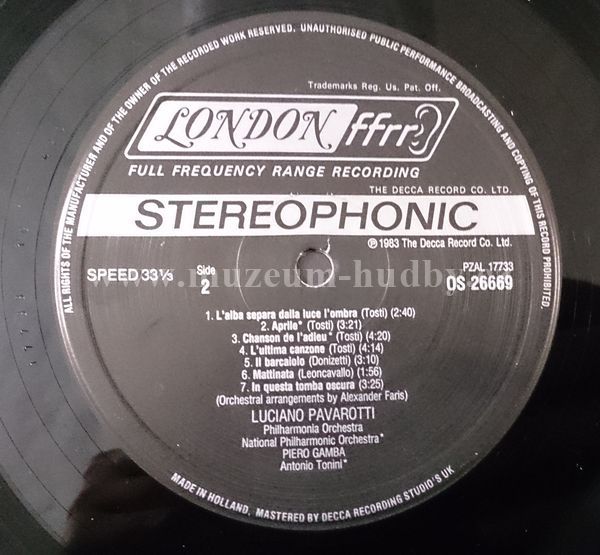 ALL RIGHTS OF THE MANUFACTURER AND OF THE OWNER OF THE RECORDED WORK RESERVED. UNAUTHORISED PUBLIC PERFORMANCE BROADCASTING AND COPYING OF THIS RECORD PROHIBITED.
Trademarks Reg. Us. Pat. Off.
LONDON ffrr
FULL FREQUENCY RANGE RECORDING
THE DECCA RECORD CO. LTD.
STEREOPHONIC
℗ 1983 The Decca Record Co. Ltd.
SPEED 33⅓
Side
2
PZAL 17733
OS 26669
www.muzeum-hudby
1. L'alba separa dalla luce l'ombra (Tosti) (2:40)
2. Aprile* (Tosti) (3:21)
3. Chanson de l'adieu* (Tosti) (4:20)
4. L'ultima canzone (Tosti) (4:14)
5. Il barcaiolo (Donizetti) (3:10)
6. Mattinata (Leoncavallo) (1:56)
7. In questa tomba oscura (3:25)
(Orchestral arrangements by Alexander Faris)
LUCIANO PAVAROTTI
Philharmonia Orchestra
National Philharmonic Orchestra*
PIERO GAMBA
Antonio Tonini*
MADE IN HOLLAND, MASTERED BY DECCA RECORDING STUDIO'S UK